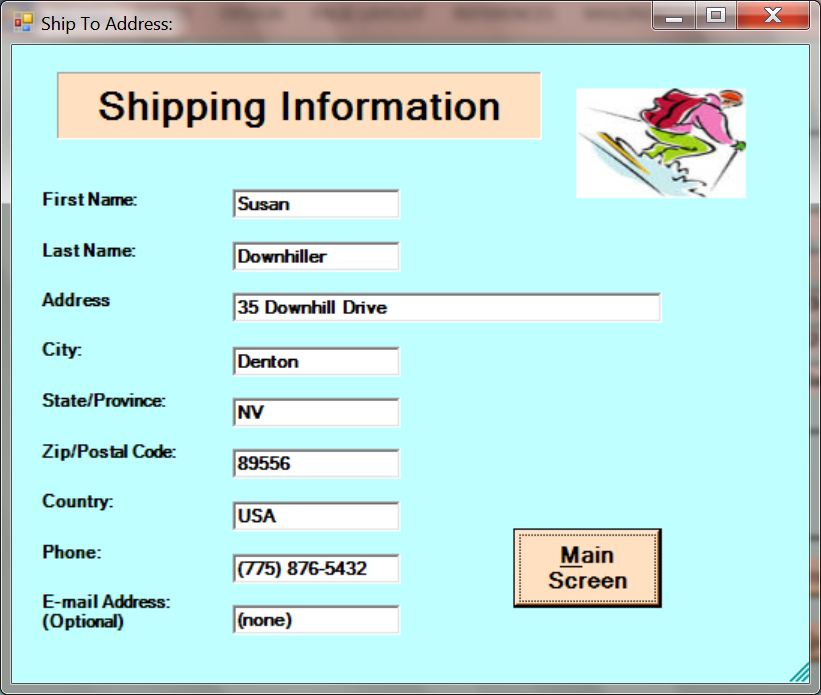 Ship To Address:
Shipping Information
First Name: Susan
Last Name: Downhiller
Address 35 Downhill Drive
City: Denton
State/Province: NV
Zip/Postal Code: 89556
Country: USA
Phone: (775) 876-5432
E-mail Address:
(Optional) (none)
Main
Screen